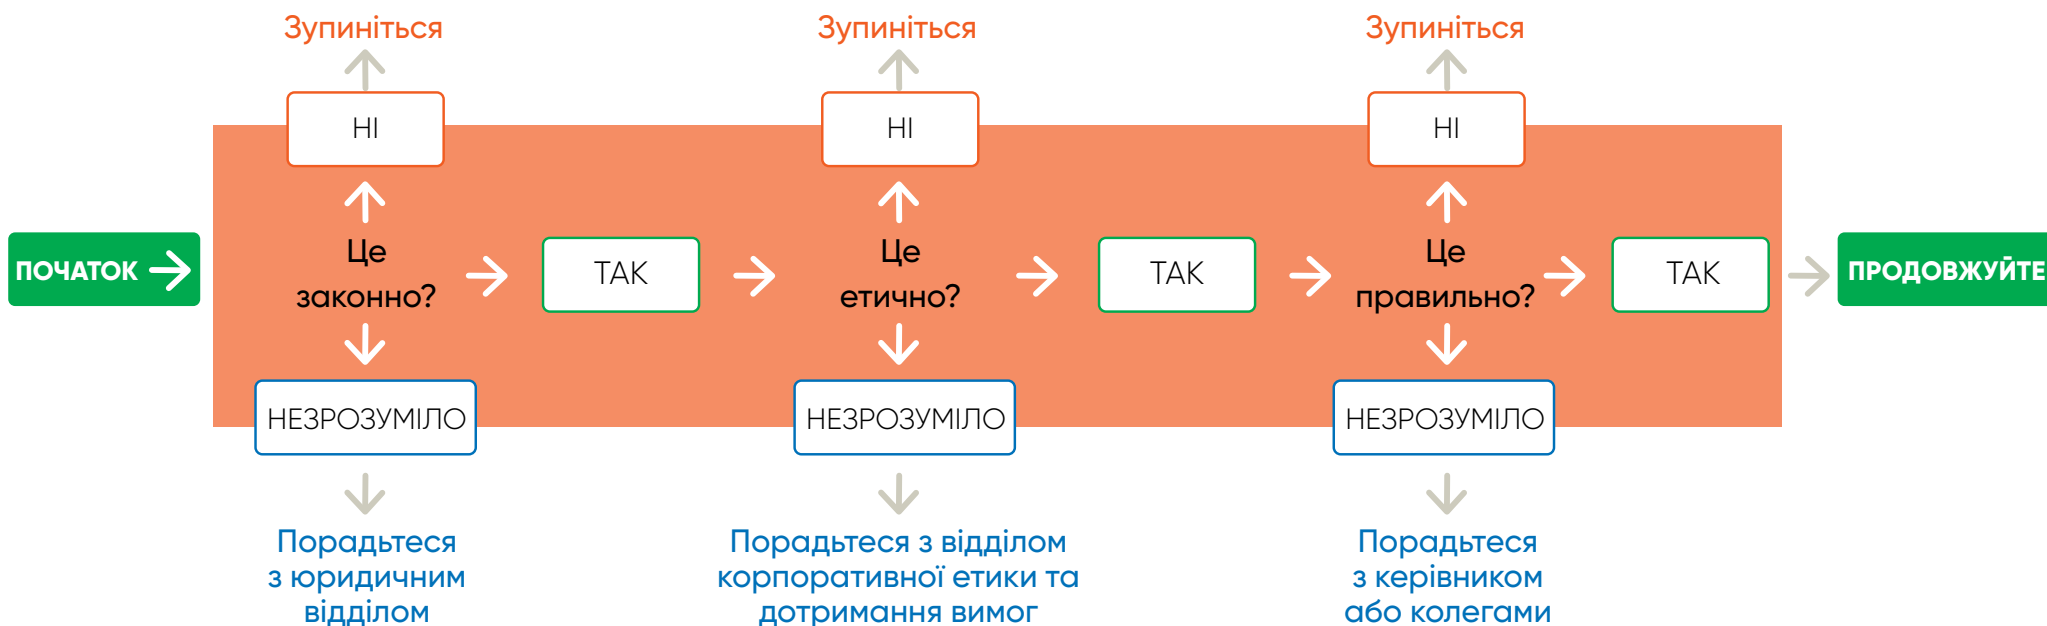 Зупиніться
Зупиніться
Зупиніться
НІ
НІ
НІ
ПОЧАТОК
Це
законно?
ТАК
Це
етично?
ТАК
Це
правильно?
ТАК
ПРОДОВЖУЙТЕ
НЕЗРОЗУМІЛО
НЕЗРОЗУМІЛО
НЕЗРОЗУМІЛО
Порадьтеся
з юридичним
відділом
Порадьтеся з відділом
корпоративної етики та
дотримання вимог
Порадьтеся
з керівником
або колегами